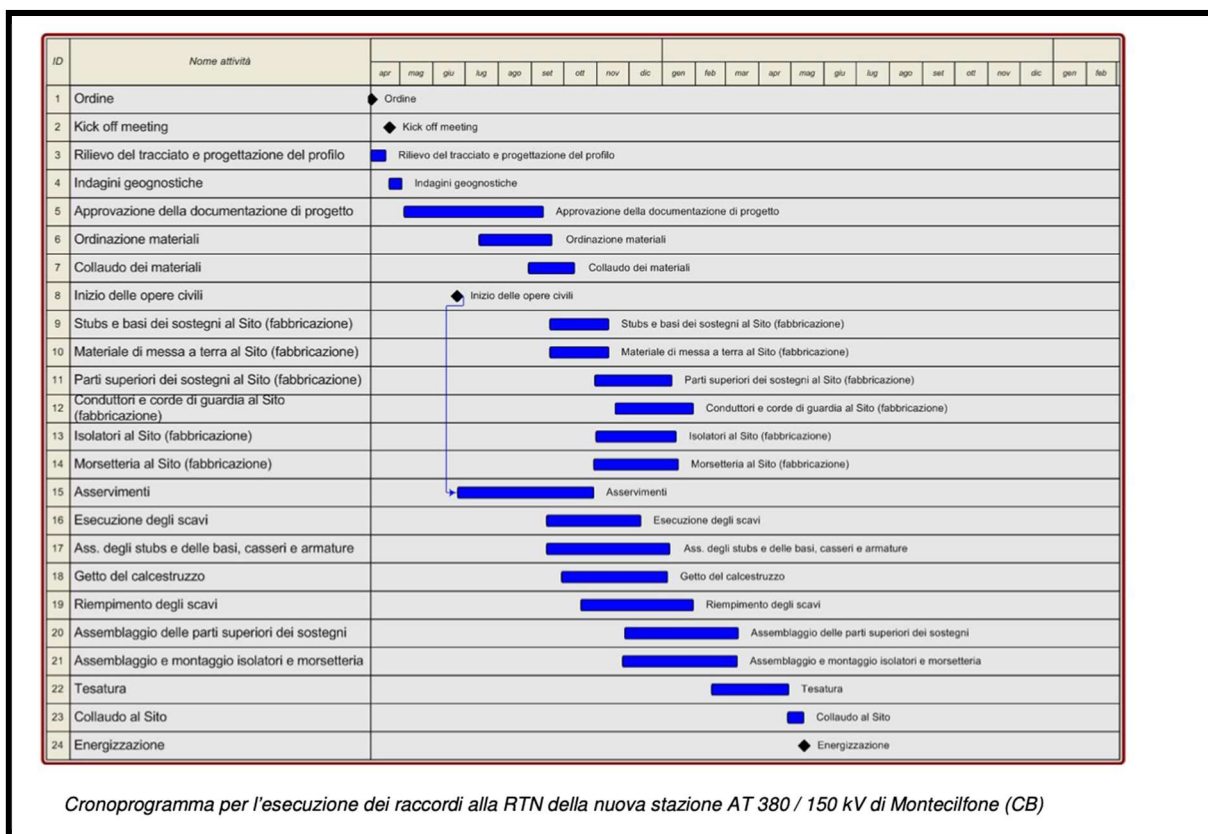 ID Nome attività
apr mag giu lug ago set ott nov dic gen feb mar apr mag giu lug ago set ott nov dic gen feb
1 Ordine Ordine
2 Kick off meeting Kick off meeting
3 Rilievo del tracciato e progettazione del profilo Rilievo del tracciato e progettazione del profilo
4 Indagini geognostiche Indagini geognostiche
5 Approvazione della documentazione di progetto Approvazione della documentazione di progetto
6 Ordinazione materiali Ordinazione materiali
7 Collaudo dei materiali Collaudo dei materiali
8 Inizio delle opere civili Inizio delle opere civili
9 Stubs e basi dei sostegni al Sito (fabbricazione) Stubs e basi dei sostegni al Sito (fabbricazione)
10 Materiale di messa a terra al Sito (fabbricazione) Materiale di messa a terra al Sito (fabbricazione)
11 Parti superiori dei sostegni al Sito (fabbricazione) Parti superiori dei sostegni al Sito (fabbricazione)
12 Conduttori e corde di guardia al Sito
(fabbricazione) Conduttori e corde di guardia al Sito (fabbricazione)
13 Isolatori al Sito (fabbricazione) Isolatori al Sito (fabbricazione)
14 Morsetteria al Sito (fabbricazione) Morsetteria al Sito (fabbricazione)
15 Asservimenti Asservimenti
16 Esecuzione degli scavi Esecuzione degli scavi
17 Ass. degli stubs e delle basi, casseri e armature Ass. degli stubs e delle basi, casseri e armature
18 Getto del calcestruzzo Getto del calcestruzzo
19 Riempimento degli scavi Riempimento degli scavi
20 Assemblaggio delle parti superiori dei sostegni Assemblaggio delle parti superiori dei sostegni
21 Assemblaggio e montaggio isolatori e morsetteria Assemblaggio e montaggio isolatori e morsetteria
22 Tesatura Tesatura
23 Collaudo al Sito Collaudo al Sito
24 Energizzazione Energizzazione
Cronoprogramma per l'esecuzione dei raccordi alla RTN della nuova stazione AT 380 / 150 kV di Montecilfone (CB)